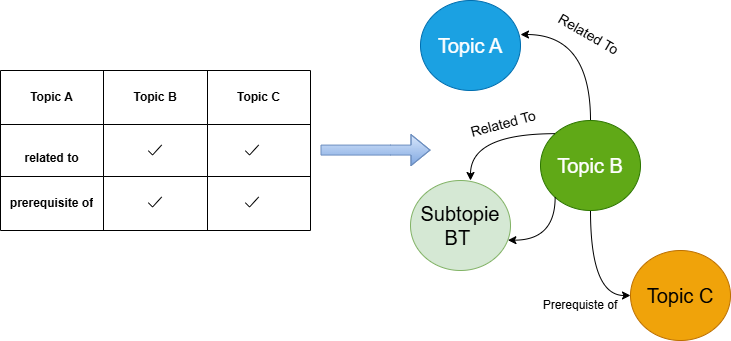 Topic A Topic B Topic C
related to
prerequisite of
Topic A
Related To
Related To
Topic B
Subtopie
BT
Topic C
Prerequiste of